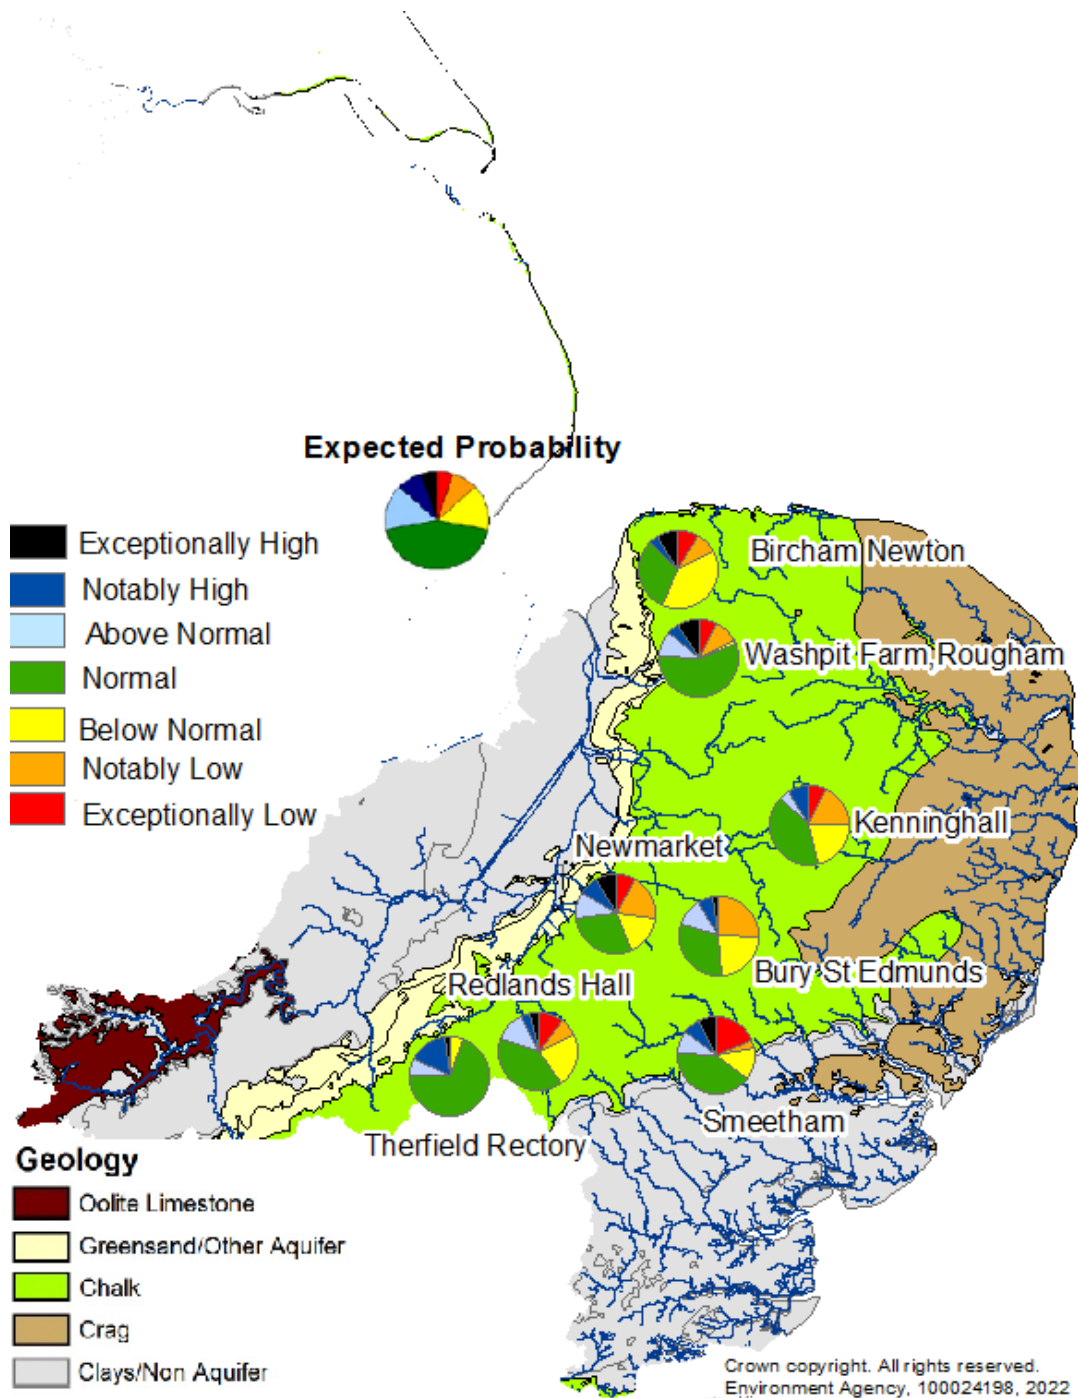 Expected Probability
Exceptionally High
Notably High
Above Normal
Normal
Below Normal
Notably Low
Exceptionally Low
Bircham Newton
Washpit Farm,Rougham
Kenninghall
Newmarket
Bury St Edmunds
Redlands Hall
Smeetham
Therfield Rectory
Geology
Oolite Limestone
Greensand/Other Aquifer
Chalk
Crag
Clays/Non Aquifer
Crown copyright. All rights reserved.
Environment Agency, 100024198, 2022